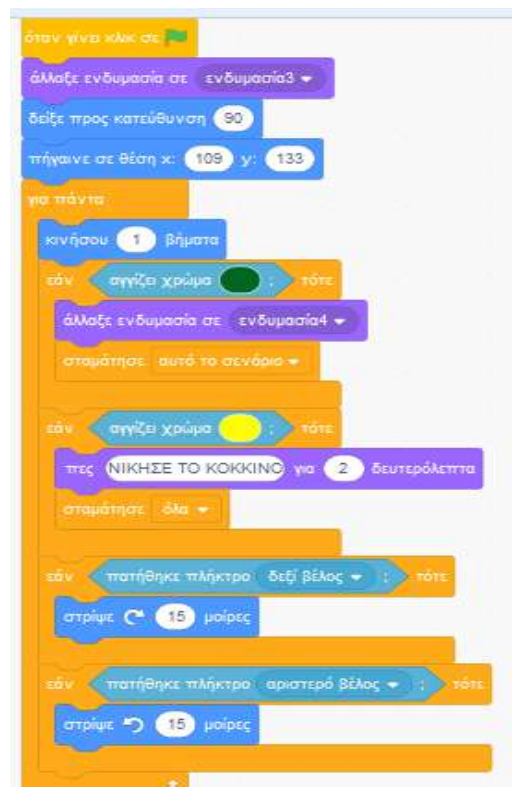 όταν γίνει κλικ σε
άλλαξε ενδυμασία σε ενδυμασία3
δείξε προς κατεύθυνση 90
πήγαινε σε θέση x: 109 y: 133
για πάντα
κινήσου 1 βήματα
εάν αγγίζει χρώμα ; τότε
άλλαξε ενδυμασία σε ενδυμασία4
σταμάτησε αυτό το σενάριο
εάν αγγίζει χρώμα ; τότε
πες ΝΙΚΗΣΕ ΤΟ ΚΟΚΚΙΝΟ για 2 δευτερόλεπτα
σταμάτησε όλα
εάν πατήθηκε πλήκτρο δεξί βέλος ; τότε
στρίψε 15 μοίρες
εάν πατήθηκε πλήκτρο αριστερό βέλος ; τότε
στρίψε 15 μοίρες